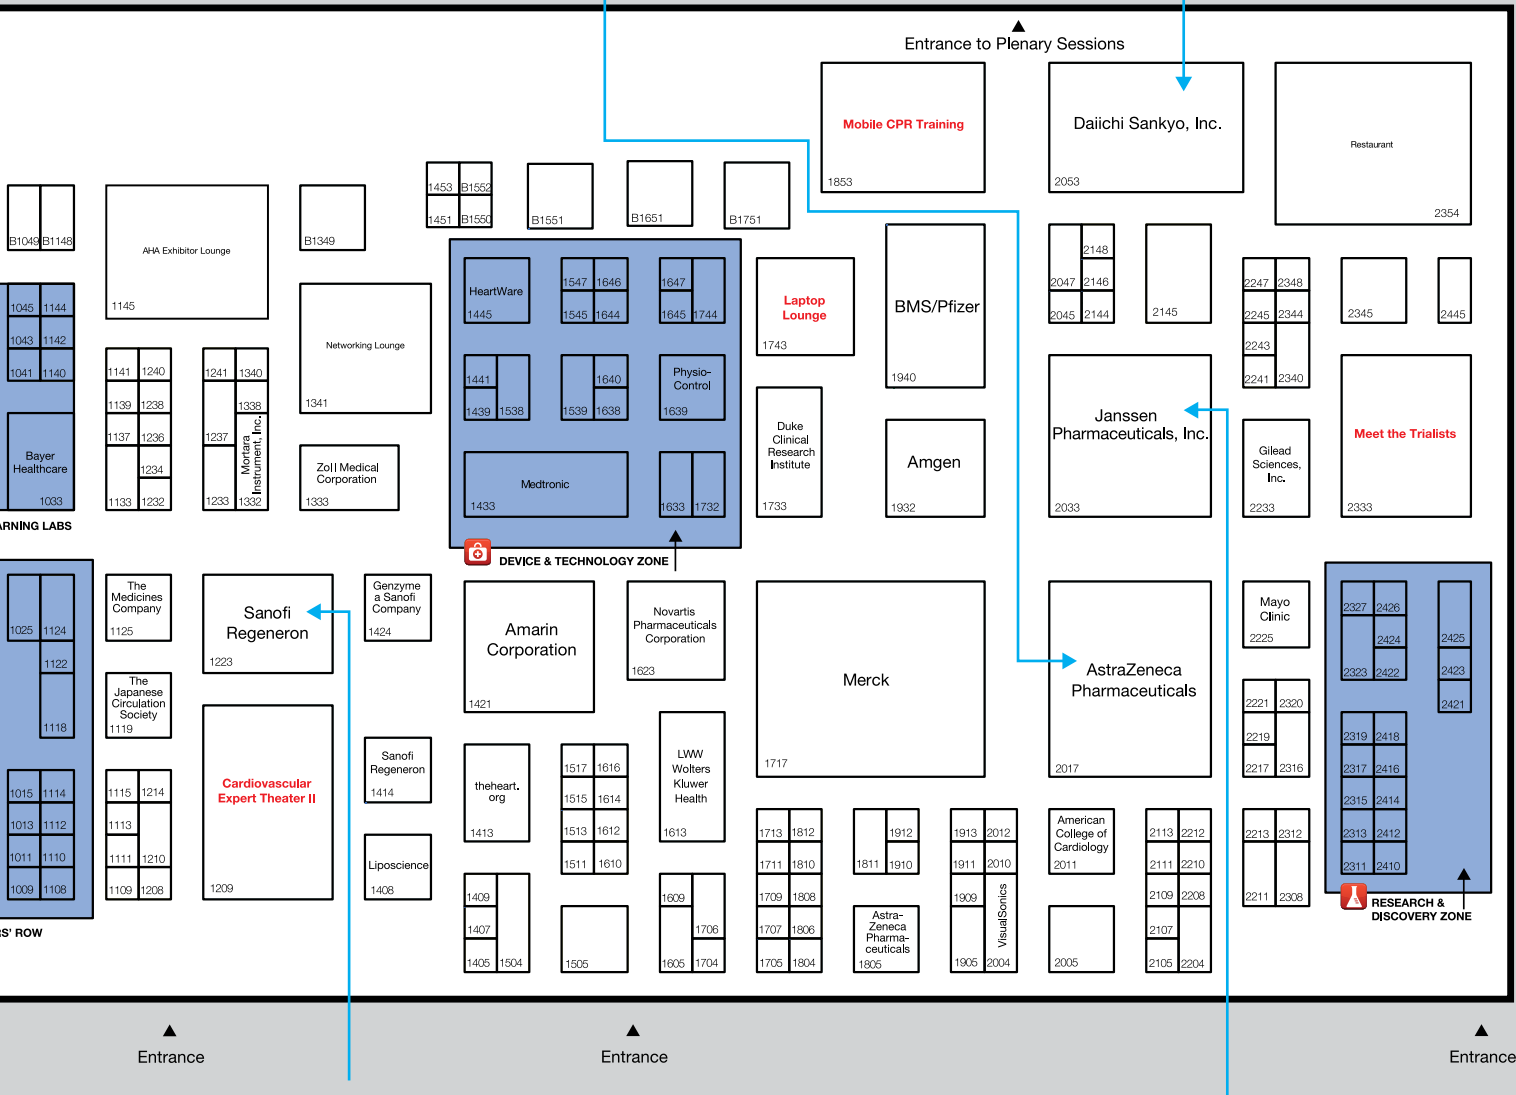 Entrance to Plenary Sessions
Mobile CPR Training
1853
Daiichi Sankyo, Inc.
2053
Restaurant
2354
B1049
B1148
AHA Exhibitor Lounge
1145
B1349
1453
B1552
1451
B1550
B1551
B1651
B1751
1045
1144
1043
1142
1041
1140
Bayer
Healthcare
1033
ARNING LABS
1141
1240
1139
1238
1137
1236
1234
1133
1232
1241
1340
1338
1237
Mortara
Instrument, Inc.
1233
1332
Networking Lounge
1341
Zoll Medical
Corporation
1333
HeartWare
1445
1547
1646
1545
1644
1647
1645
1744
1441
1439
1538
1640
1539
1638
Physio-
Control
1639
Medtronic
1433
1633
1732
DEVICE & TECHNOLOGY ZONE
Laptop
Lounge
1743
Duke
Clinical
Research
Institute
1733
BMS/Pfizer
1940
Amgen
1932
2148
2047
2146
2045
2144
2145
Janssen
Pharmaceuticals, Inc.
2033
2247
2348
2245
2344
2243
2241
2340
2345
2445
Gilead
Sciences,
Inc.
2233
Meet the Trialists
2333
1025
1124
1122
1118
1015
1114
1013
1112
1011
1110
1009
1108
RS' ROW
The
Medicines
Company
1125
The
Japanese
Circulation
Society
1119
1115
1214
1113
1111
1210
1109
1208
Sanofi
Regeneron
1223
Cardiovascular
Expert Theater II
1209
Genzyme
a Sanofi
Company
1424
Sanofi
Regeneron
1414
Liposcience
1408
Amarin
Corporation
1421
theheart.
org
1413
1409
1407
1405
1504
Novartis
Pharmaceuticals
Corporation
1623
1517
1616
1515
1614
1513
1612
1511
1610
1505
LWW
Wolters
Kluwer
Health
1613
1609
1706
1605
1704
Merck
1717
1713
1812
1711
1810
1709
1808
1707
1806
1705
1804
1912
1811
1910
Astra-
Zeneca
Pharma-
ceuticals
1805
1913
2012
1911
2010
1909
VisualSonics
1905
2004
AstraZeneca
Pharmaceuticals
2017
American
College of
Cardiology
2011
2005
2113
2212
2111
2210
2109
2208
2107
2105
2204
Mayo
Clinic
2225
2221
2320
2219
2217
2316
2213
2312
2211
2308
2327
2426
2424
2323
2422
2425
2423
2421
2319
2418
2317
2416
2315
2414
2313
2412
2311
2410
RESEARCH &
DISCOVERY ZONE
Entrance
Entrance
Entrance